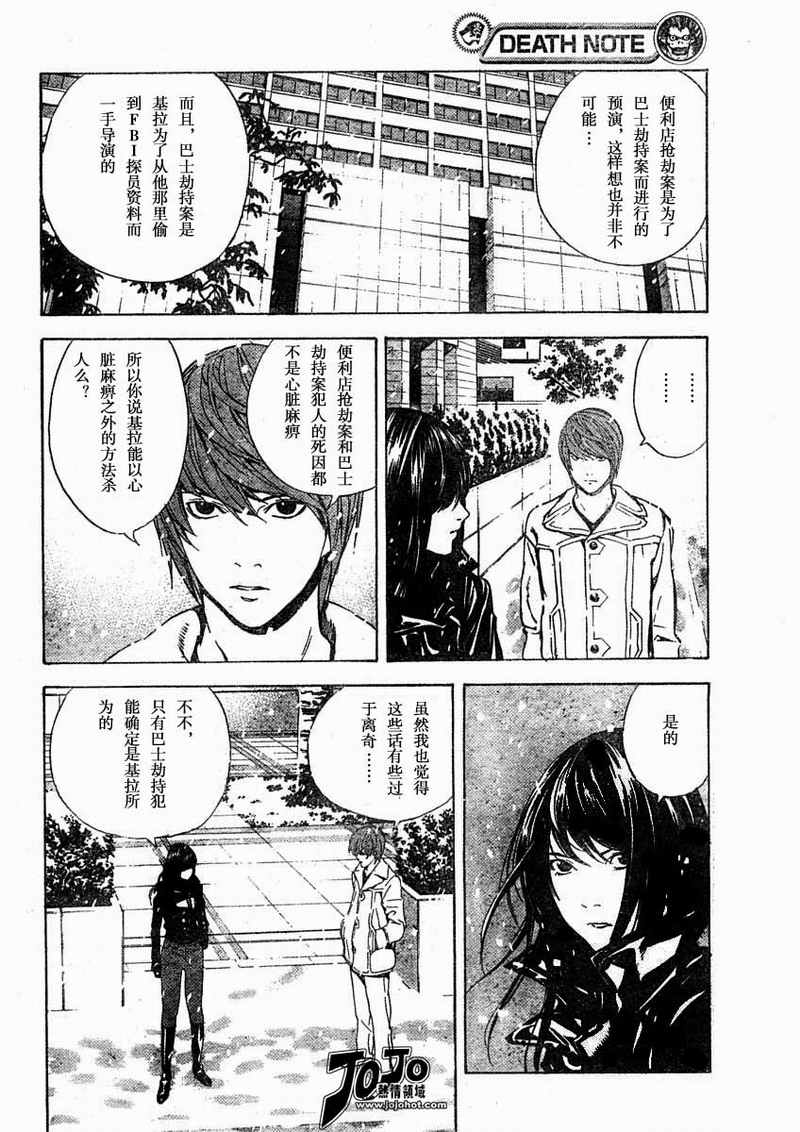 DEATH NOTE
便利店抢劫案是为了
巴士劫持案而进行的
预演，这样想也并非不
可能…
而且，巴士劫持案是
基拉为了从他那里偷
到FBI探员资料而
一手导演的
……
……
便利店抢劫案和巴士
劫持案犯人的死因都
不是心脏麻痹
所以你说基拉能以心
脏麻痹之外的方法杀
人么？
是的
虽然我也觉得
这些话有些过
于离奇……
不不，
只有巴士劫持犯
能确定是基拉所
为的
JOJO
热情領域
www.jojohot.com